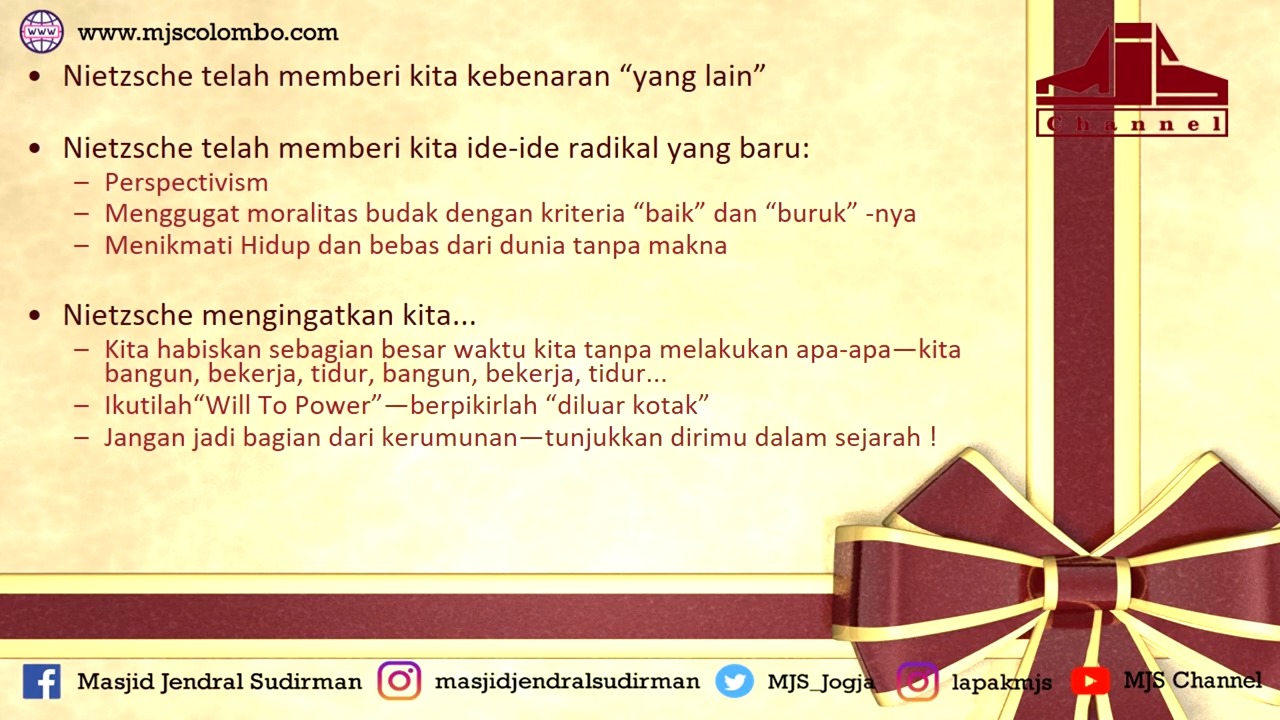 www.mjscolombo.com
• Nietzsche telah memberi kita kebenaran “yang lain”
MJS
Channel
• Nietzsche telah memberi kita ide-ide radikal yang baru:
– Perspectivism
– Menggugat moralitas budak dengan kriteria “baik” dan “buruk” -nya
– Menikmati Hidup dan bebas dari dunia tanpa makna
• Nietzsche mengingatkan kita...
– Kita habiskan sebagian besar waktu kita tanpa melakukan apa-apa—kita
bangun, bekerja, tidur, bangun, bekerja, tidur...
– Ikutilah“Will To Power”—berpikirlah “diluar kotak”
– Jangan jadi bagian dari kerumunan—tunjukkan dirimu dalam sejarah !
Masjid Jendral Sudirman masjidjendralsudirman MJS_Jogja lapakmjs MJS Channel